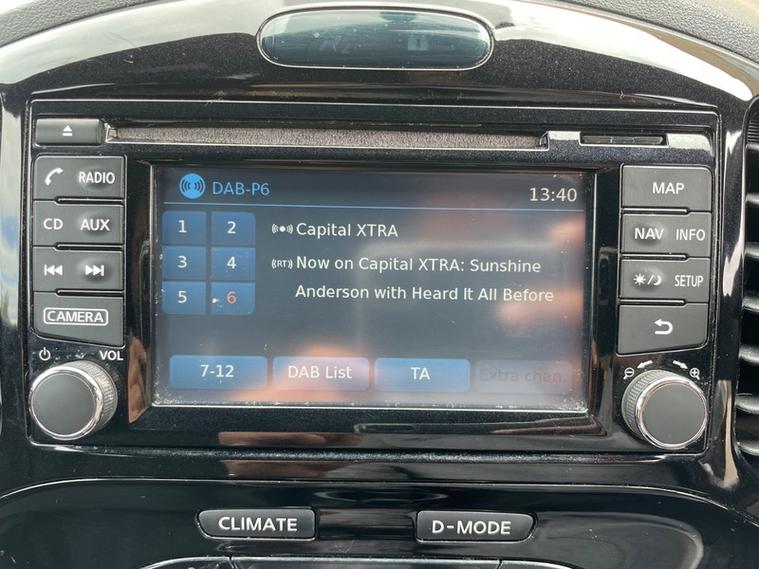 RADIO
CD AUX
CAMERA
VOL
DAB-P6
13:40
1 2
3 4
5 6
Capital XTRA
(RT) Now on Capital XTRA: Sunshine
Anderson with Heard It All Before
7-12 DAB List TA Extra chan.
MAP
NAV INFO
SETUP
CLIMATE D-MODE